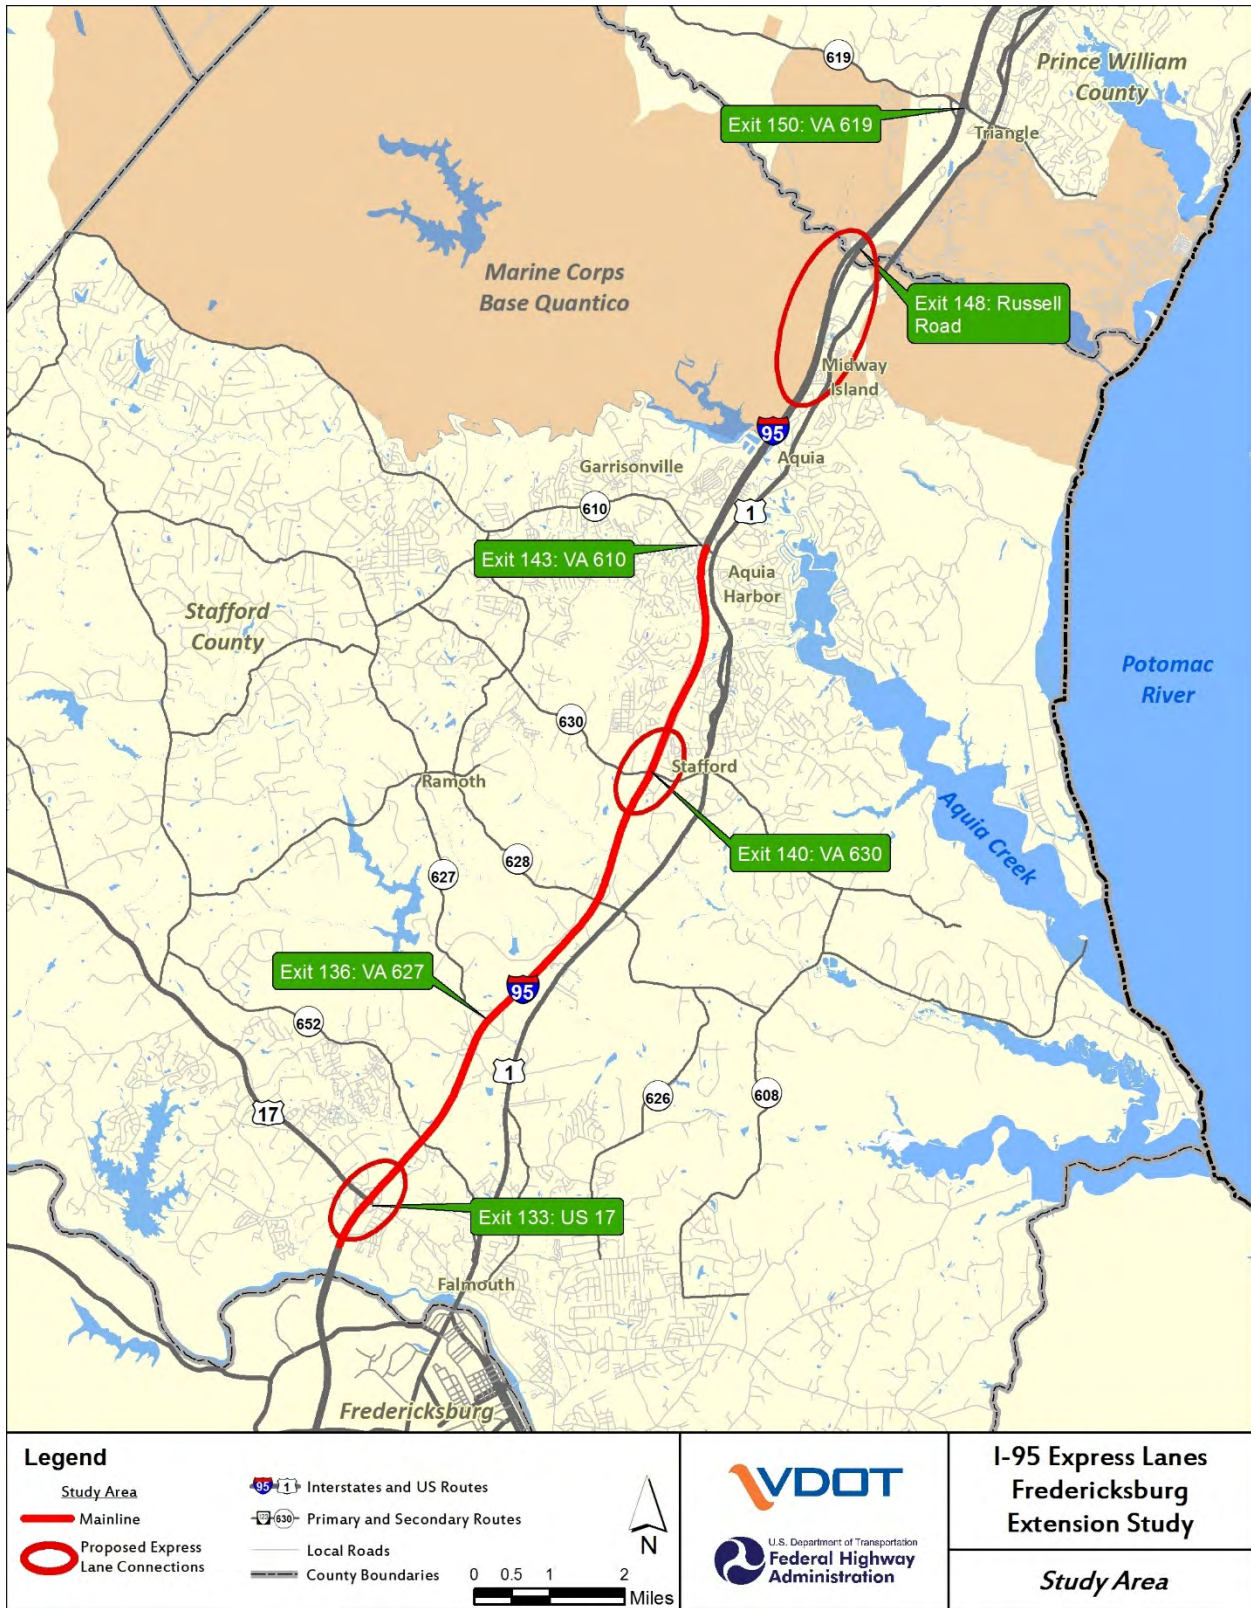 619
Prince William
County
Exit 150: VA 619
Triangle
Marine Corps
Base Quantico
Exit 148: Russell
Road
Midway
Island
95
Aquia
Garrisonville
610
1
Exit 143: VA 610
Aquia
Harbor
Stafford
County
Potomac
River
630
Stafford
Ramoth
Aquia Creek
Exit 140: VA 630
628
627
Exit 136: VA 627
95
652
1
626
608
17
Exit 133: US 17
Falmouth
Fredericksburg
Legend
Study Area
Mainline
Proposed Express
Lane Connections
95 1 Interstates and US Routes
123 630 Primary and Secondary Routes
Local Roads
County Boundaries
N
0 0.5 1 2
Miles
VDOT
U.S. Department of Transportation
Federal Highway
Administration
I-95 Express Lanes
Fredericksburg
Extension Study
Study Area